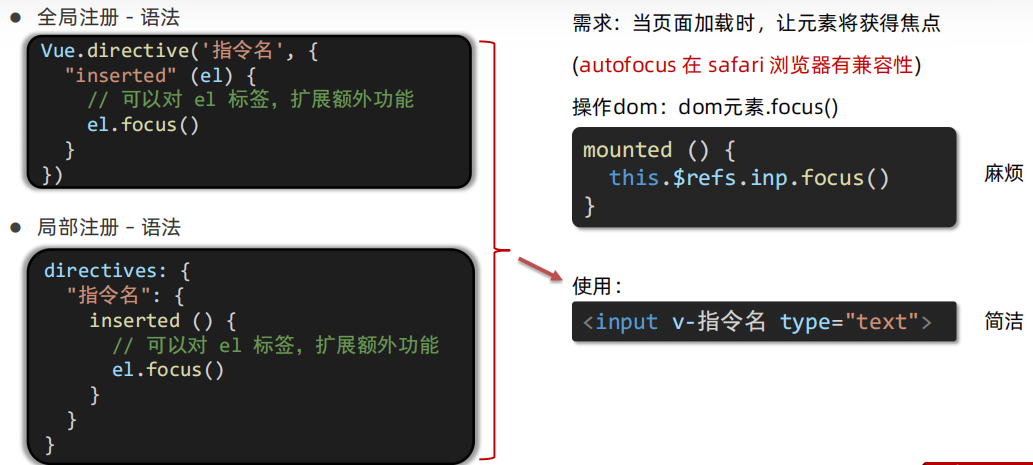 ● 全局注册 - 语法
Vue.directive('指令名', {
"inserted" (el) {
// 可以对 el 标签，扩展额外功能
el.focus()
}
})
● 局部注册 - 语法
directives: {
"指令名": {
inserted () {
// 可以对 el 标签，扩展额外功能
el.focus()
}
}
}
需求：当页面加载时，让元素将获得焦点
(autofocus 在 safari 浏览器有兼容性)
操作dom：dom元素.focus()
mounted () {
this.$refs.inp.focus()
}
麻烦
使用：
<input v-指令名 type="text">
简洁